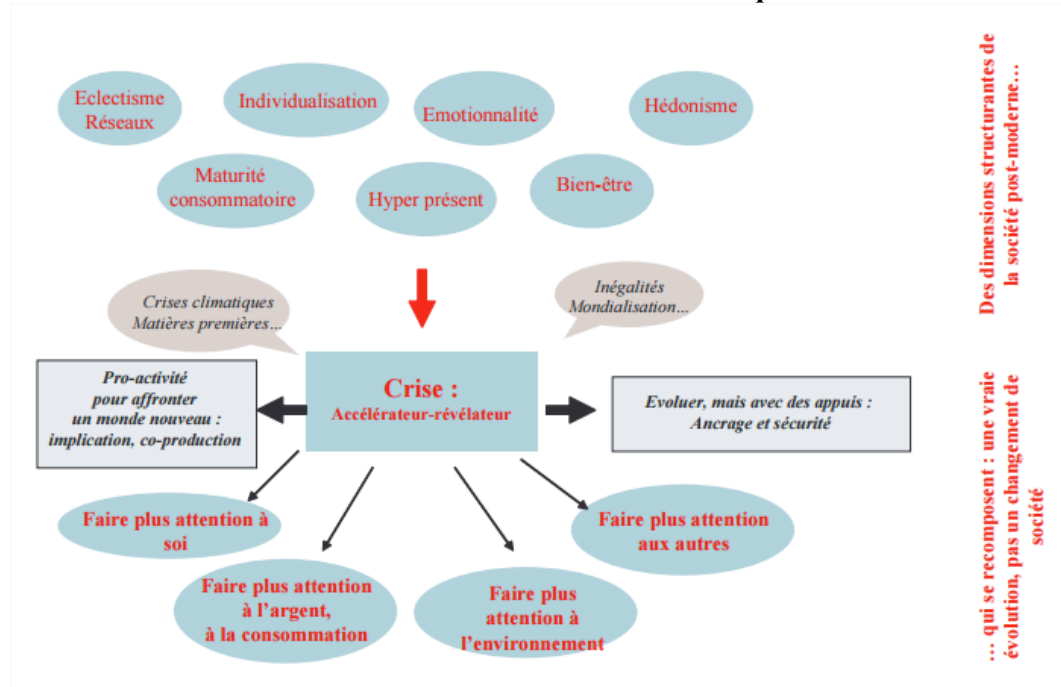 Eclectisme
Réseaux
Individualisation
Emotionnalité
Hédonisme
Maturité
consommatoire
Hyper présent
Bien-être
Des dimensions structurantes de
la société post-moderne…
Crises climatiques
Matières premières…
Inégalités
Mondialisation…
Pro-activité
pour affronter
un monde nouveau :
implication, co-production
Crise :
Accélérateur-révélateur
Evoluer, mais avec des appuis :
Ancrage et sécurité
Faire plus attention à
soi
Faire plus attention
à l’argent,
à la consommation
Faire plus
attention à
l’environnement
Faire plus attention
aux autres
… qui se recomposent : une vraie
évolution, pas un changement de
société